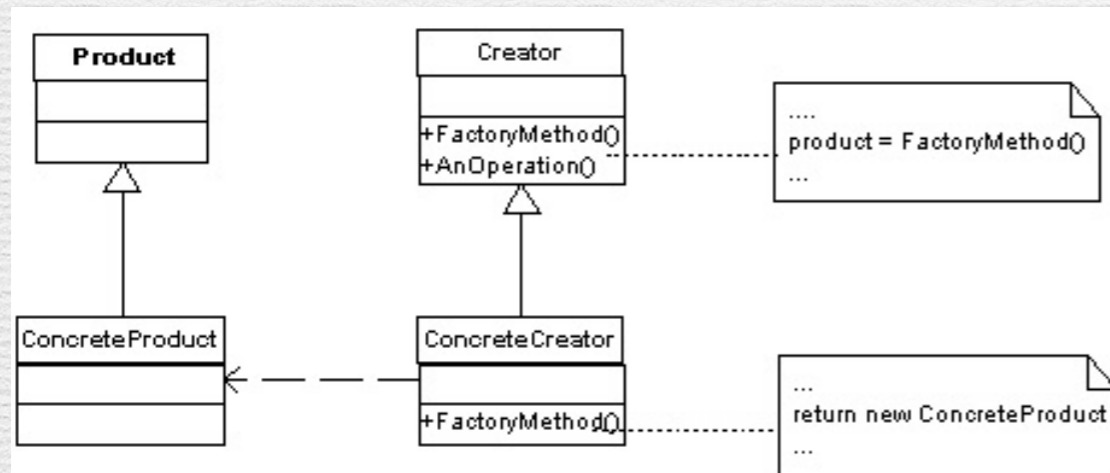 Product
Creator
+FactoryMethod()
+AnOperation()
....
product = FactoryMethod()
...
ConcreteProduct
ConcreteCreator
+FactoryMethod()
...
return new ConcreteProduct
...